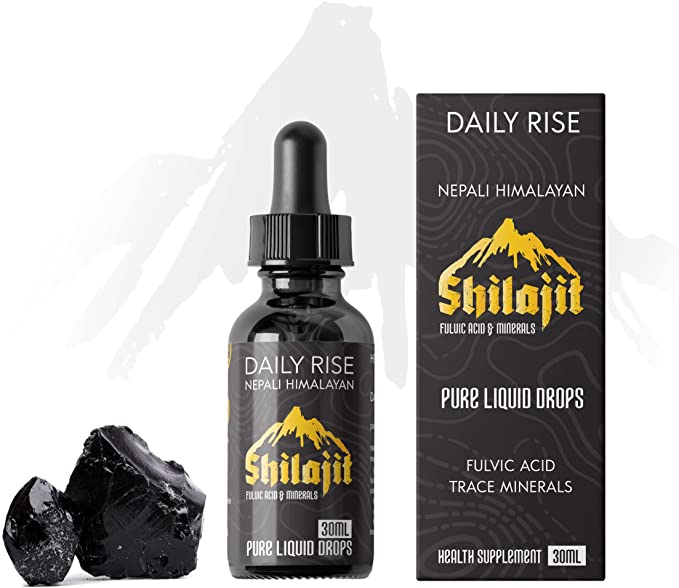 DAILY RISE
NEPALI HIMALAYAN
Shilajit
FULVIC ACID & MINERALS
30ML
PURE LIQUID DROPS
DAILY RISE
NEPALI HIMALAYAN
Shilajit
FULVIC ACID & MINERALS
PURE LIQUID DROPS
FULVIC ACID
TRACE MINERALS
HEALTH SUPPLEMENT 30ML